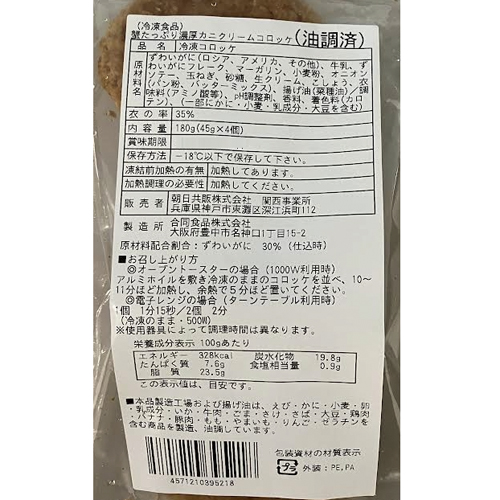 (冷凍食品)
蟹たっぷり濃厚カニクリームコロッケ(油調済)
品名 冷凍コロッケ
原材料名 ずわいがに(ロシア、アメリカ、その他)、牛乳、ず
わいがにフレーク、マーガリン、小麦粉、オニオン
ソテー、玉ねぎ、砂糖、生クリーム、こしょう、衣
(パン粉、バッターミックス)、揚げ油(菜種油)/調
味料(アミノ酸等)、pH調整剤、香料、着色料(カロ
テン)、(一部にかに・小麦・乳成分・大豆を含む)
衣の率 35%
内容量 180g(45g×4個)
賞味期限
保存方法 -18℃以下で保存して下さい。
凍結前加熱の有無 加熱してあります。
加熱調理の必要性 加熱してください。
販売者 朝日共販株式会社 関西事業所
兵庫県神戸市東灘区深江浜町112
製造所 合同食品株式会社
大阪府豊中市名神口1丁目15-2
原材料配合割合:ずわいがに 30%(仕込時)
■お召し上がり方
◎オーブントースターの場合(1000W利用時)
アルミホイルを敷き冷凍のままのコロッケを並べ、10~
11分ほど加熱し、余熱で5分ほど置いてください。
◎電子レンジの場合(ターンテーブル利用時)
1個 1分15秒/2個 2分
(冷凍のまま・500W)
※使用器具によって調理時間は異なります。
栄養成分表示 100gあたり
エネルギー 328kcal 炭水化物 19.8g
たんぱく質 7.6g 食塩相当量 0.9g
脂質 23.5g
この表示値は、目安です。
■本品製造工場および揚げ油は、えび・かに・小麦・卵
・乳成分・いか・牛肉・ごま・さけ・さば・大豆・鶏肉
・バナナ・豚肉・もも・やまいも・りんご・ゼラチンを
含む商品を製造、油調しています。
包装資材の材質表示
プラ 外装:PE,PA
4571210395218